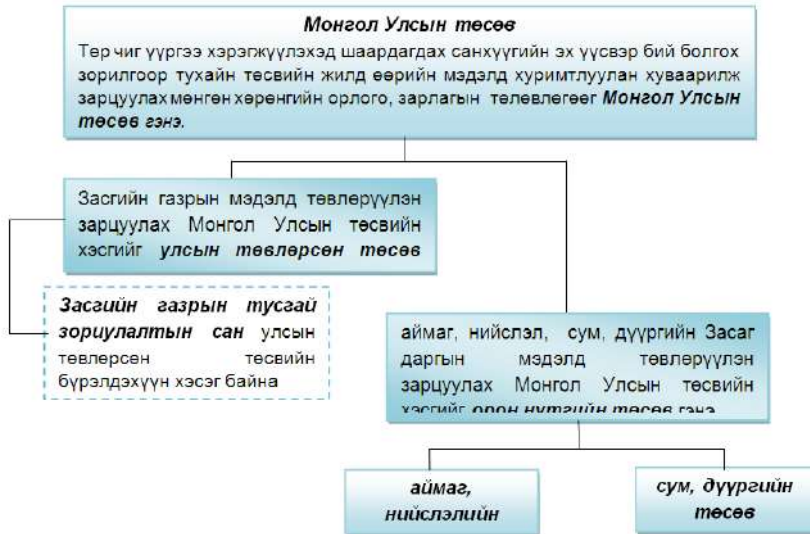 Монгол Улсын төсөв
Төр чиг үүргээ хэрэгжүүлэхэд шаардагдах санхүүгийн эх үүсвэр бий болгох
зорилгоор тухайн төсвийн жилд өөрийн мэдэлд хуримтлуулан хуваарилж
зарцуулах мөнгөн хөрөнгийн орлого, зарлагын төлөвлөгөөг Монгол Улсын
төсөв гэнэ.
Засгийн газрын мэдэлд төвлөрүүлэн
зарцуулах Монгол Улсын төсвийн
хэсгийг улсын төвлөрсөн төсөв
Засгийн газрын тусгай
зориулалтын сан улсын
төвлөрсөн төсвийн
бүрэлдэхүүн хэсэг байна
аймаг, нийслэл, сум, дүүргийн Засаг
даргын мэдэлд төвлөрүүлэн
зарцуулах Монгол Улсын төсвийн
хэсгийг орон нутгийн төсөв гэнэ
аймаг,
нийслэлийн
сум, дүүргийн
төсөв